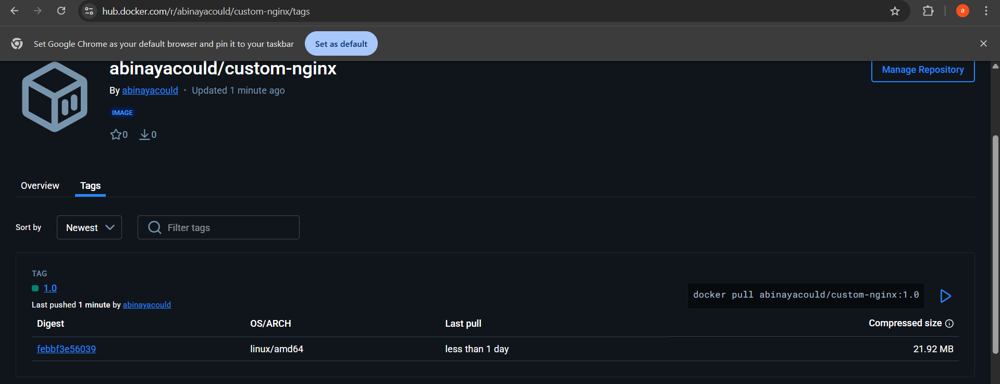 hub.docker.com/r/abinayacould/custom-nginx/tags
a
Set Google Chrome as your default browser and pin it to your taskbar
Set as default
abinayacould/custom-nginx
Manage Repository
By abinayacould • Updated 1 minute ago
IMAGE
0 0
Overview Tags
Sort by Newest Filter tags
TAG
1.0
docker pull abinayacould/custom-nginx:1.0
Last pushed 1 minute by abinayacould
Digest OS/ARCH Last pull Compressed size
febbf3e56039 linux/amd64 less than 1 day 21.92 MB